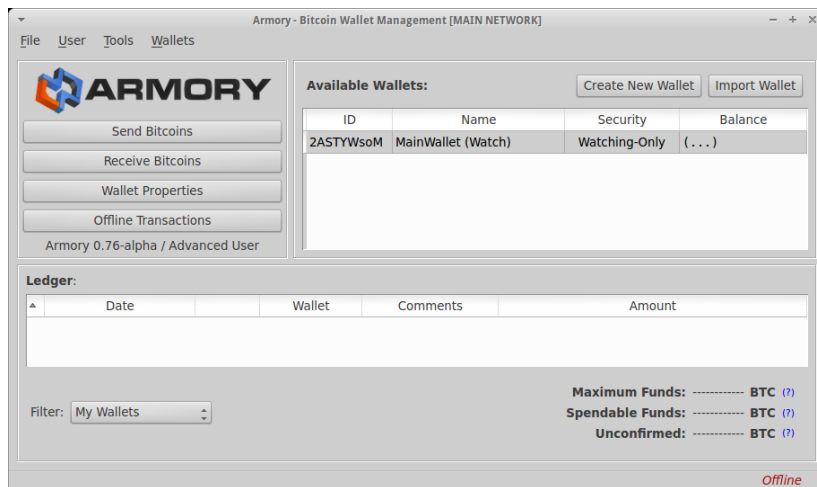 Armory - Bitcoin Wallet Management [MAIN NETWORK]
File User Tools Wallets
ARMORY
Send Bitcoins
Receive Bitcoins
Wallet Properties
Offline Transactions
Armory 0.76-alpha / Advanced User
Available Wallets:
Create New Wallet
Import Wallet
ID Name Security Balance
2ASTYWsoM MainWallet (Watch) Watching-Only (...)
Ledger:
Date Wallet Comments Amount
Filter: My Wallets
Maximum Funds: ------------ BTC (?)
Spendable Funds: ------------ BTC (?)
Unconfirmed: ------------ BTC (?)
Offline